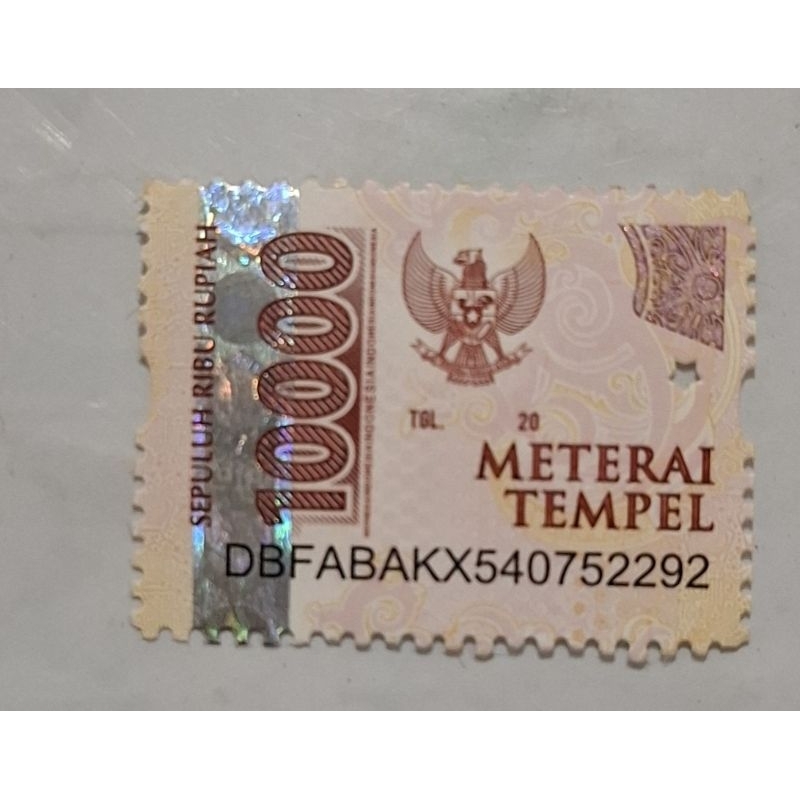 SEPULUH RIBU RUPIAH
10000
TGL. 20
METERAI
TEMPEL
DBFABAKX540752292